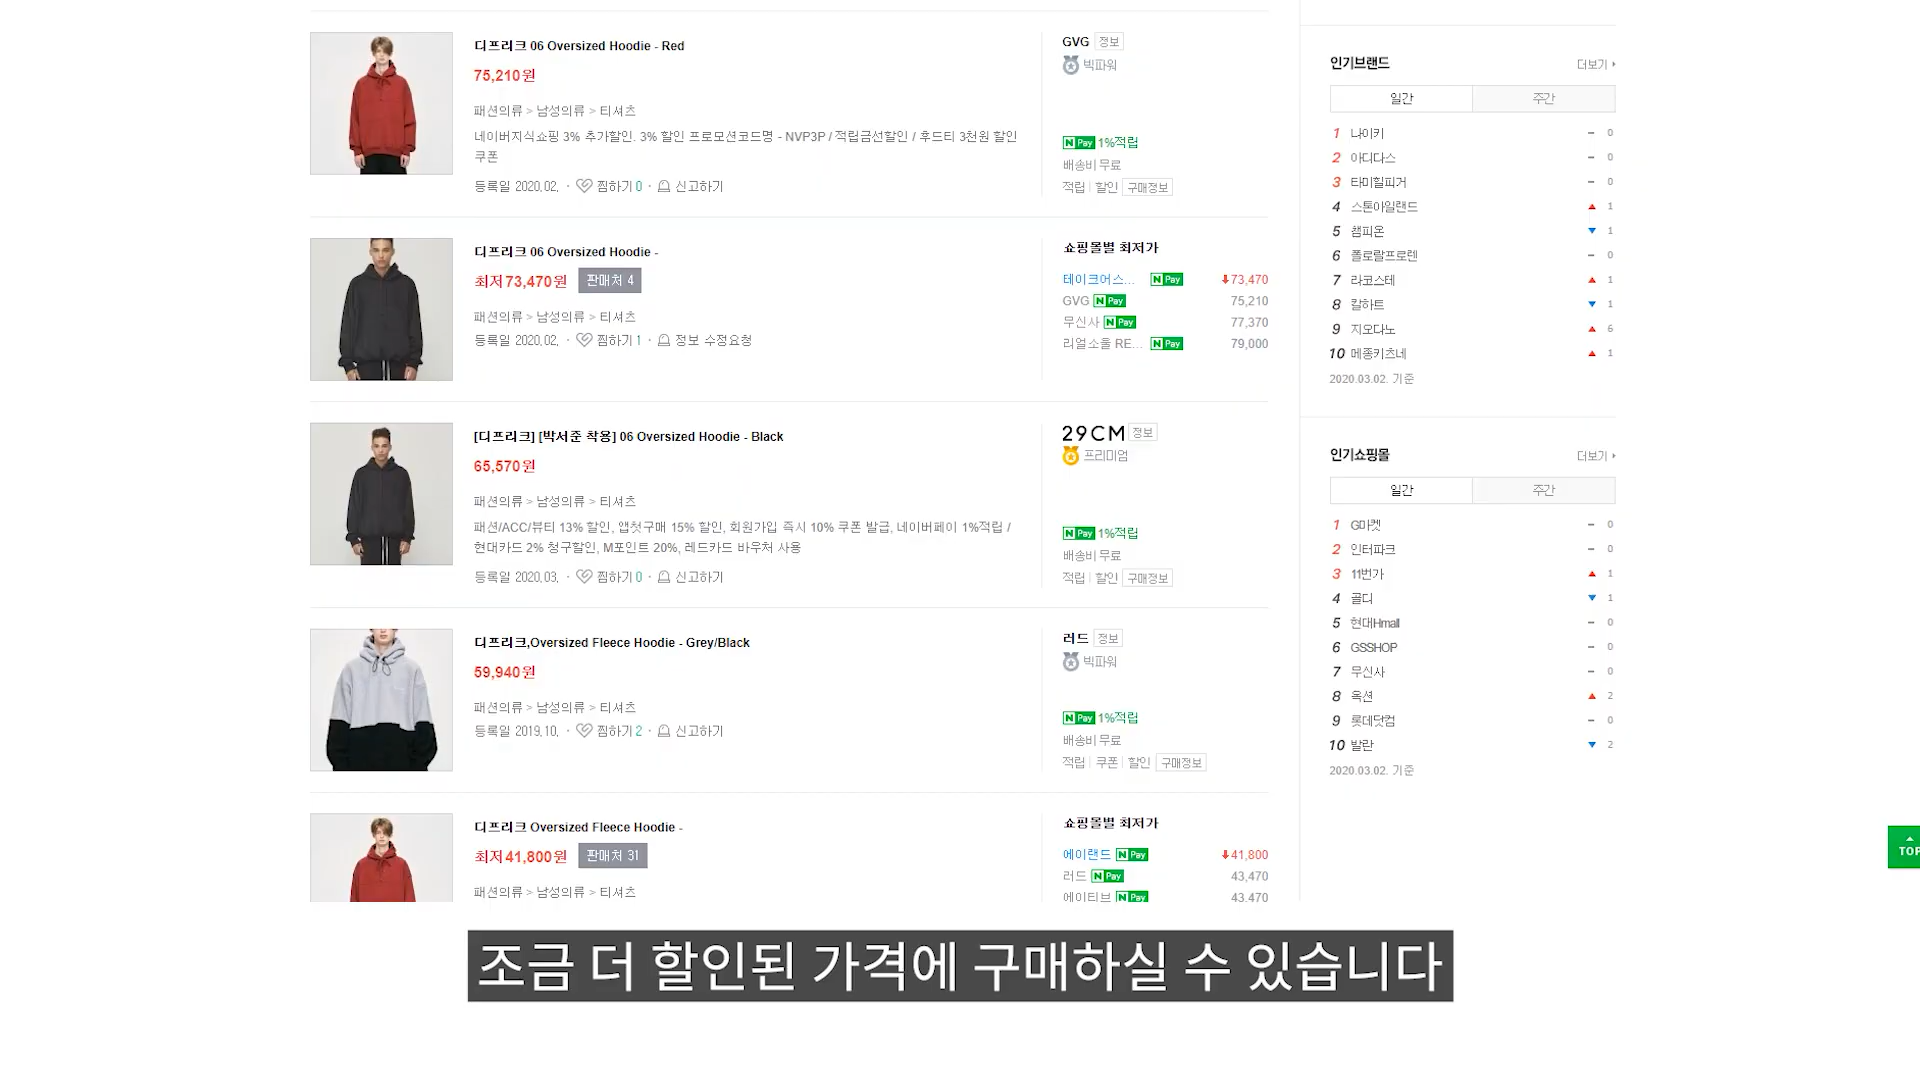 디프리크 06 Oversized Hoodie - Red
75,210원
패션의류 > 남성의류 > 티셔츠
네이버지식쇼핑 3% 추가할인. 3% 할인 프로모션코드명 - NVP3P / 적립금선할인 / 후드티 3천원 할인
쿠폰
등록일 2020.02. · 찜하기 0 · 신고하기
GVG 정보
빅파워
N Pay 1%적립
배송비 무료
적립 할인 구매정보
디프리크 06 Oversized Hoodie -
최저 73,470원 판매처 4
패션의류 > 남성의류 > 티셔츠
등록일 2020.02. · 찜하기 1 · 정보 수정요청
쇼핑몰별 최저가
테이크어스... N Pay 73,470
GVG N Pay 75,210
무신사 N Pay 77,370
리얼소울 RE... N Pay 79,000
[디프리크] [박서준 착용] 06 Oversized Hoodie - Black
65,570원
패션의류 > 남성의류 > 티셔츠
패션/ACC/뷰티 13% 할인, 앱첫구매 15% 할인, 회원가입 즉시 10% 쿠폰 발급, 네이버페이 1%적립 /
현대카드 2% 청구할인, M포인트 20%, 레드카드 바우처 사용
등록일 2020.03. · 찜하기 0 · 신고하기
29CM 정보
프리미엄
N Pay 1%적립
배송비 무료
적립 할인 구매정보
디프리크,Oversized Fleece Hoodie - Grey/Black
59,940원
패션의류 > 남성의류 > 티셔츠
등록일 2019.10. · 찜하기 2 · 신고하기
러드 정보
빅파워
N Pay 1%적립
배송비 무료
적립 쿠폰 할인 구매정보
디프리크 Oversized Fleece Hoodie -
최저 41,800원 판매처 31
패션의류 > 남성의류 > 티셔츠
쇼핑몰별 최저가
에이랜드 N Pay 41,800
러드 N Pay 43,470
에이티브 N Pay 43,470
인기브랜드 더보기
일간 주간
1 나이키 0
2 아디다스 0
3 타미힐피거 0
4 스톤아일랜드 1
5 챔피온 1
6 폴로랄프로렌 0
7 라코스테 1
8 칼하트 1
9 지오다노 6
10 메종키츠네 1
2020.03.02. 기준
인기쇼핑몰 더보기
일간 주간
1 G마켓 0
2 인터파크 0
3 11번가 1
4 골디 1
5 현대Hmall 0
6 GSSHOP 0
7 무신사 0
8 옥션 2
9 롯데닷컴 0
10 발란 2
2020.03.02. 기준
TOP
조금 더 할인된 가격에 구매하실 수 있습니다